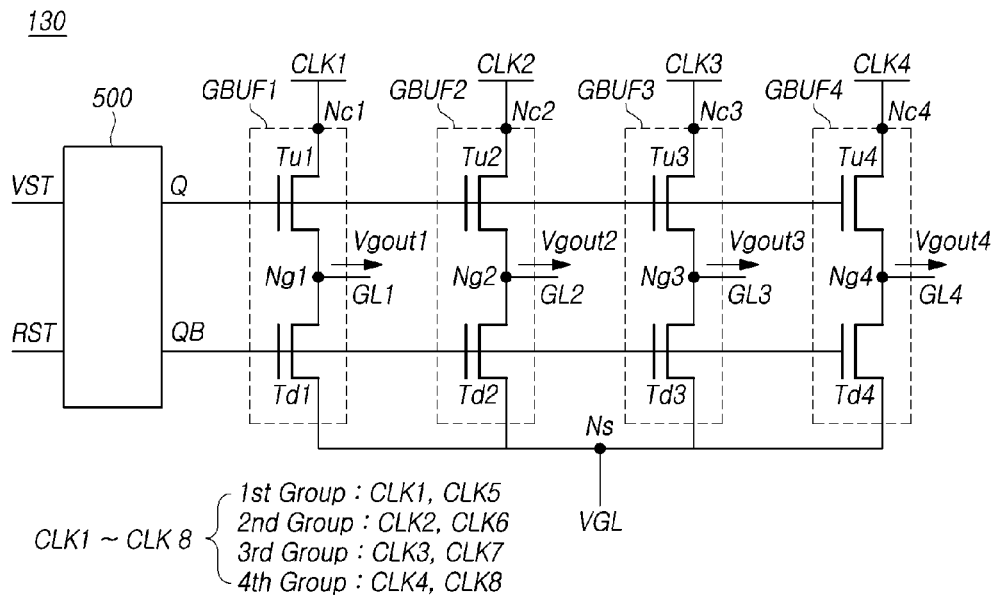 130
CLK1 CLK2 CLK3 CLK4
500 GBUF1 GBUF2 GBUF3 GBUF4
Nc1 Nc2 Nc3 Nc4
Tu1 Tu2 Tu3 Tu4
VST Q
Vgout1 Vgout2 Vgout3 Vgout4
Ng1 Ng2 Ng3 Ng4
GL1 GL2 GL3 GL4
RST QB
Td1 Td2 Td3 Td4
Ns
VGL
CLK1 ~ CLK 8
1st Group : CLK1, CLK5
2nd Group : CLK2, CLK6
3rd Group : CLK3, CLK7
4th Group : CLK4, CLK8